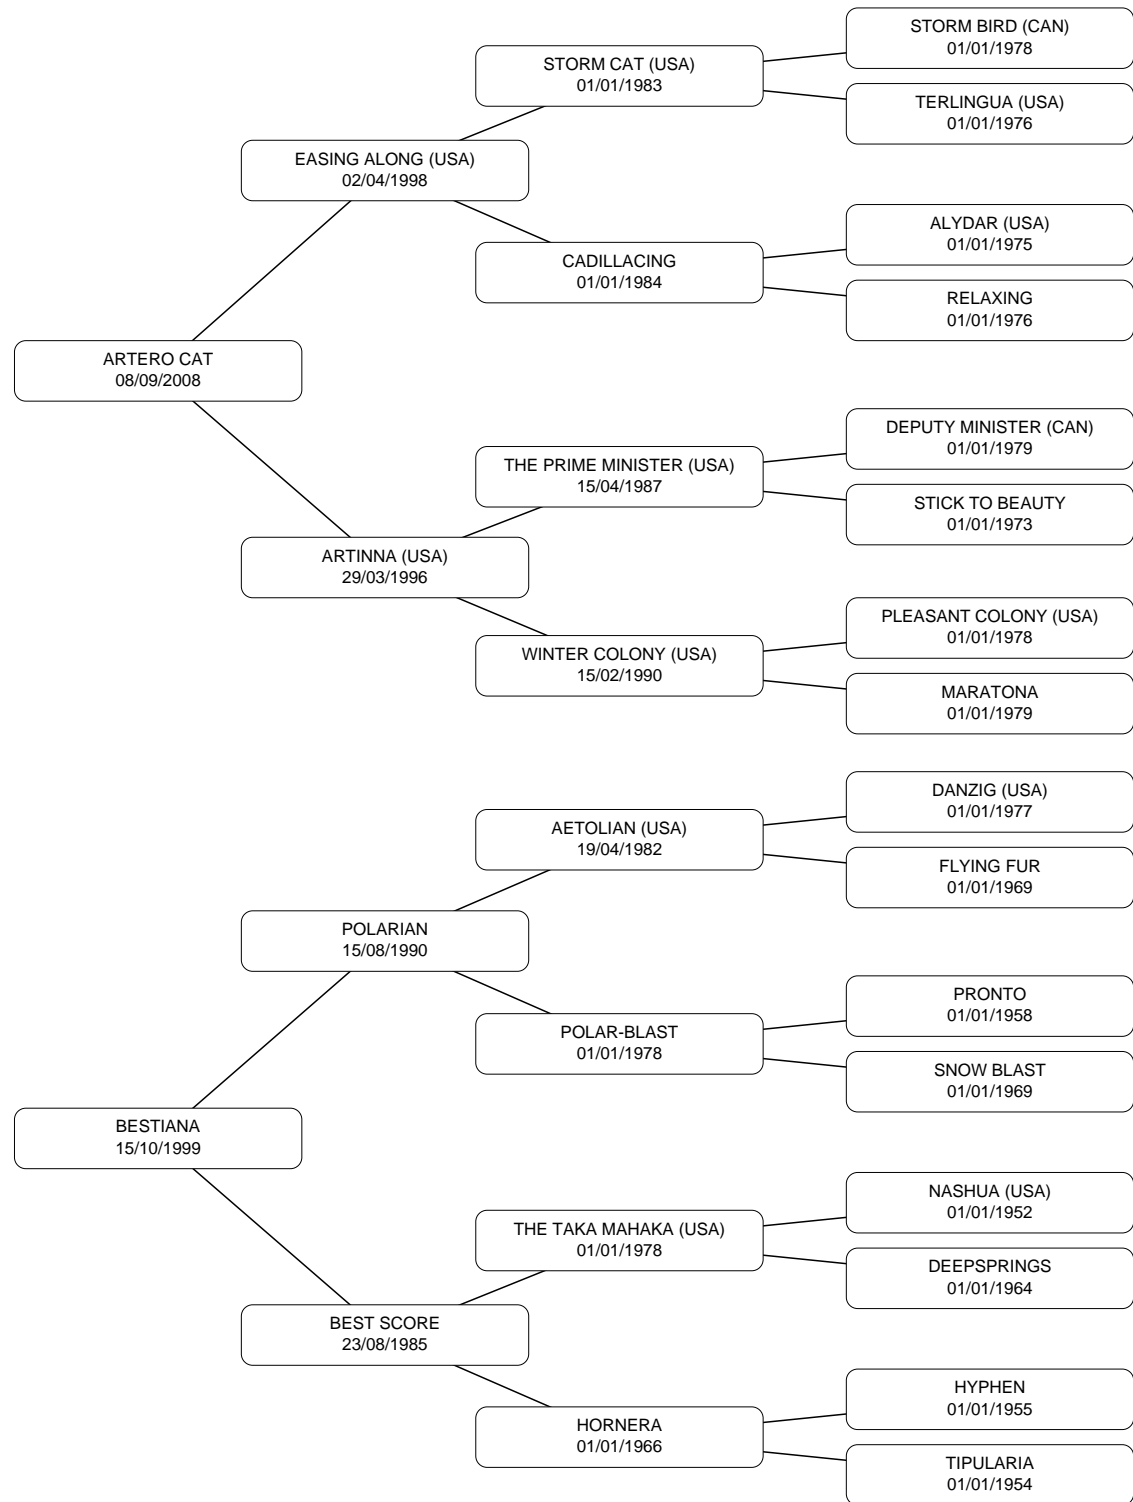 STORM BIRD (CAN)
01/01/1978
STORM CAT (USA)
01/01/1983
TERLINGUA (USA)
01/01/1976
EASING ALONG (USA)
02/04/1998
ALYDAR (USA)
01/01/1975
CADILLACING
01/01/1984
RELAXING
01/01/1976
ARTERO CAT
08/09/2008
DEPUTY MINISTER (CAN)
01/01/1979
THE PRIME MINISTER (USA)
15/04/1987
STICK TO BEAUTY
01/01/1973
ARTINNA (USA)
29/03/1996
PLEASANT COLONY (USA)
01/01/1978
WINTER COLONY (USA)
15/02/1990
MARATONA
01/01/1979
DANZIG (USA)
01/01/1977
AETOLIAN (USA)
19/04/1982
FLYING FUR
01/01/1969
POLARIAN
15/08/1990
PRONTO
01/01/1958
POLAR-BLAST
01/01/1978
SNOW BLAST
01/01/1969
BESTIANA
15/10/1999
NASHUA (USA)
01/01/1952
THE TAKA MAHAKA (USA)
01/01/1978
DEEPSPRINGS
01/01/1964
BEST SCORE
23/08/1985
HYPHEN
01/01/1955
HORNERA
01/01/1966
TIPULARIA
01/01/1954